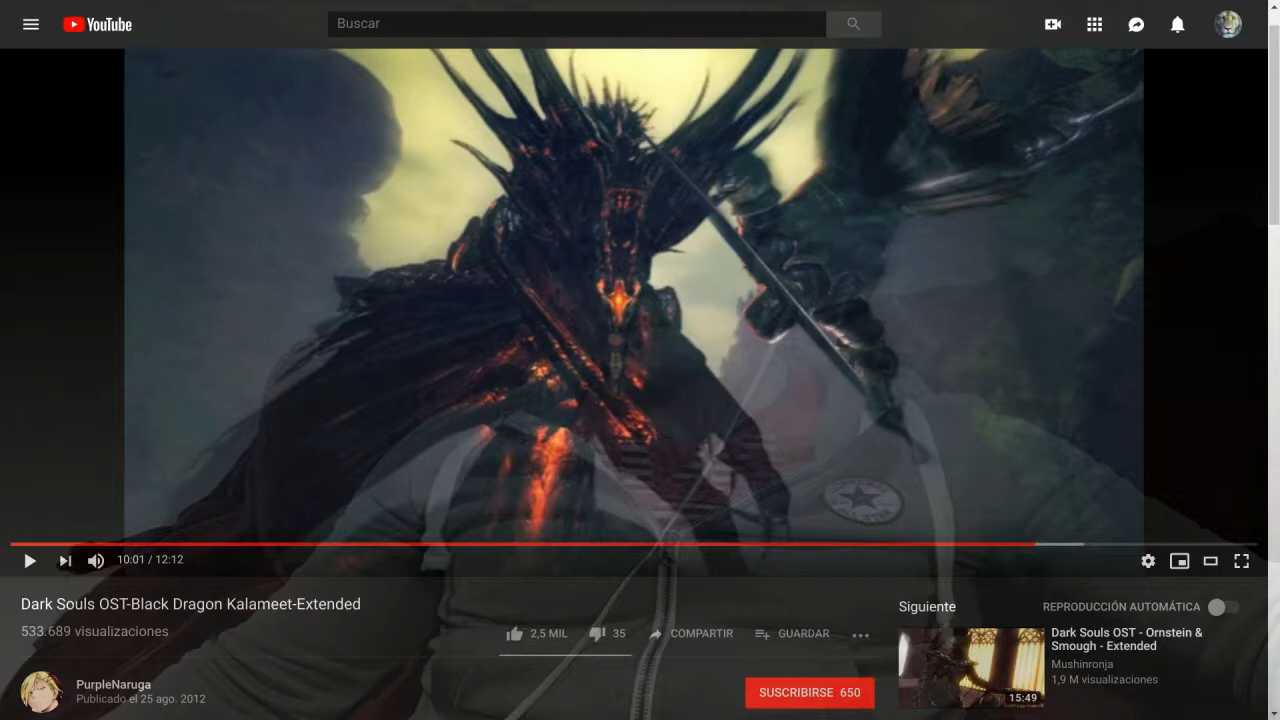 YouTube
Buscar
10:01 / 12:12
Dark Souls OST-Black Dragon Kalameet-Extended
533.689 visualizaciones
2,5 MIL
35
COMPARTIR
GUARDAR
PurpleNaruga
Publicado el 25 ago. 2012
SUSCRIBIRSE 650
Siguiente
REPRODUCCIÓN AUTOMÁTICA
Dark Souls OST - Ornstein &
Smough - Extended
Mushinronja
1,9 M visualizaciones
15:49